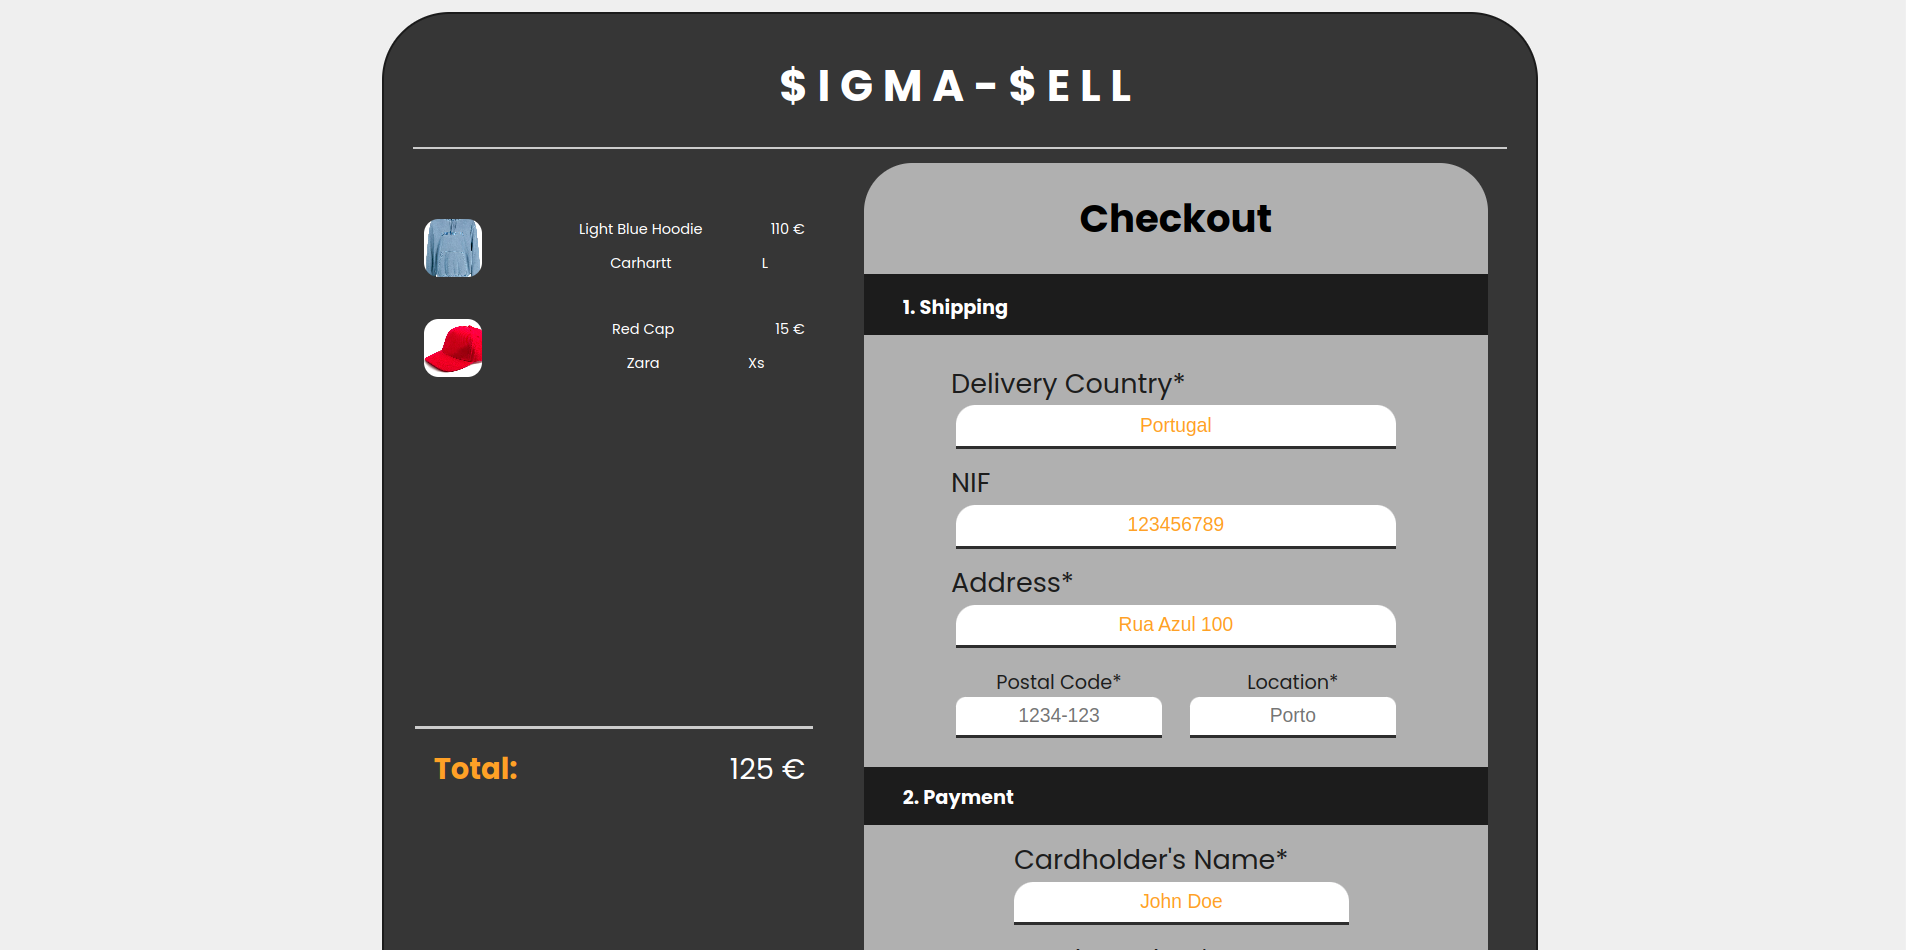 $IGMA-$ELL
Light Blue Hoodie 110 €
Carhartt L
Red Cap 15 €
Zara Xs
Total: 125 €
Checkout
1. Shipping
Delivery Country*
Portugal
NIF
123456789
Address*
Rua Azul 100
Postal Code* Location*
1234-123 Porto
2. Payment
Cardholder's Name*
John Doe